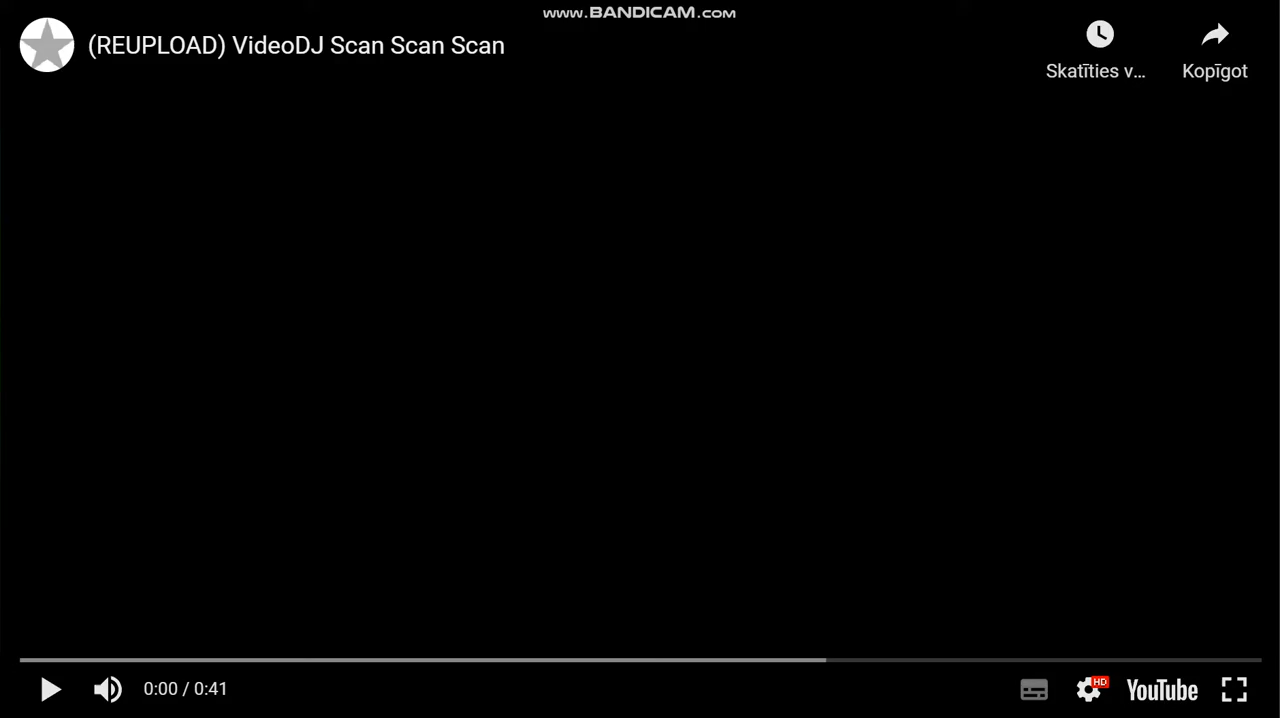 www.BANDICAM.com
(REUPLOAD) VideoDJ Scan Scan Scan
Skatīties v...
Kopīgot
0:00 / 0:41
HD
YouTube